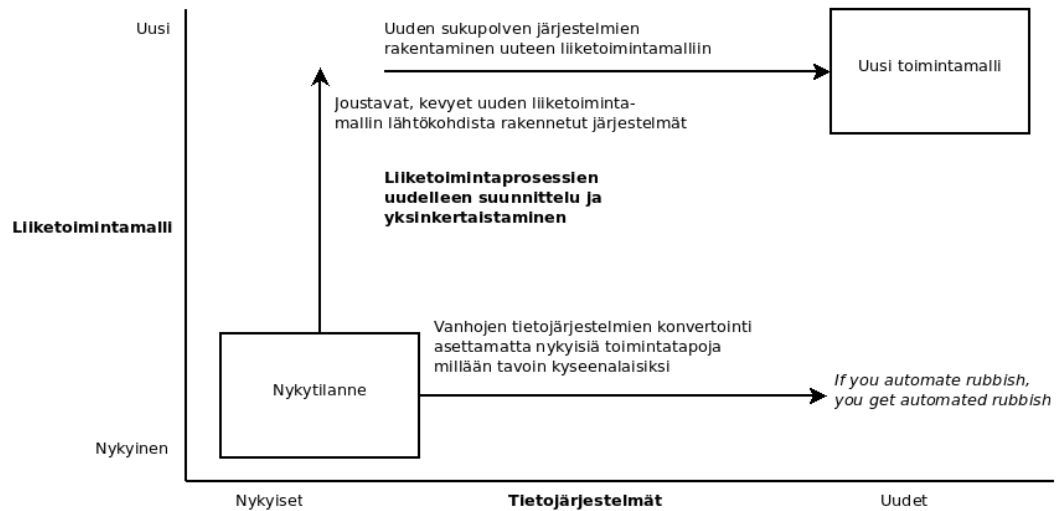 Uusi
Uuden sukupolven järjestelmien
rakentaminen uuteen liiketoimintamalliin
Uusi toimintamalli
Joustavat, kevyet uuden liiketoiminta-
mallin lähtökohdista rakennetut järjestelmät
Liiketoimintaprosessien
uudelleen suunnittelu ja
yksinkertaistaminen
Liiketoimintamalli
Vanhojen tietojärjestelmien konvertointi
asettamatta nykyisiä toimintatapoja
millään tavoin kyseenalaisiksi
Nykytilanne
If you automate rubbish,
you get automated rubbish
Nykyinen
Nykyiset
Tietojärjestelmät
Uudet